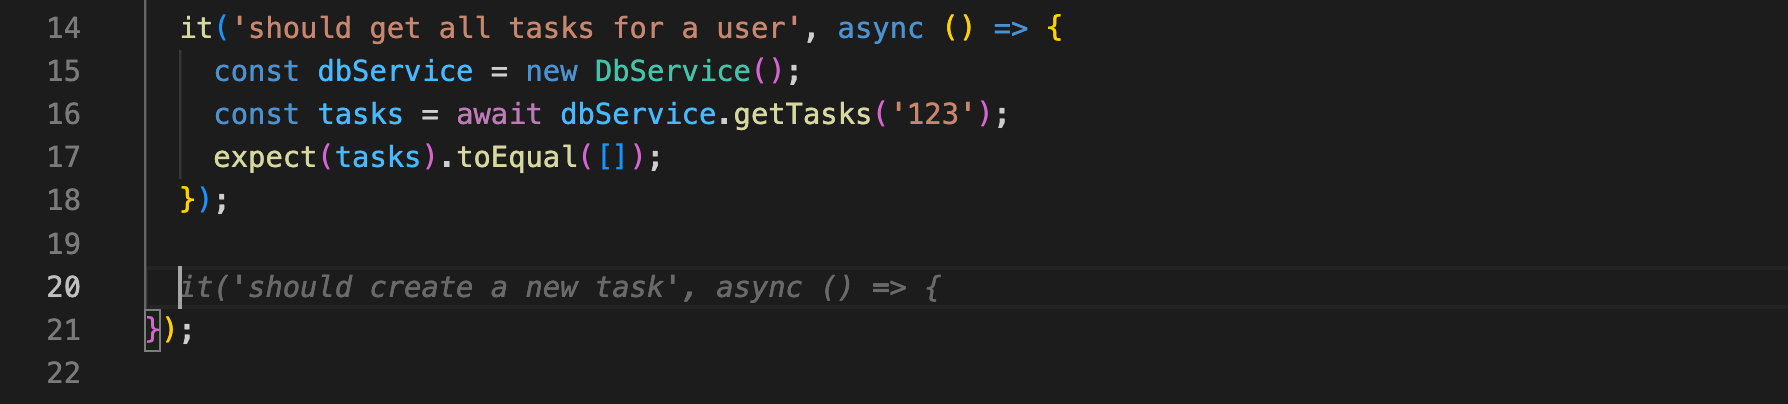 14 it('should get all tasks for a user', async () => {
15 const dbService = new DbService();
16 const tasks = await dbService.getTasks('123');
17 expect(tasks).toEqual([]);
18 });
19
20 it('should create a new task', async () => {
21 });
22